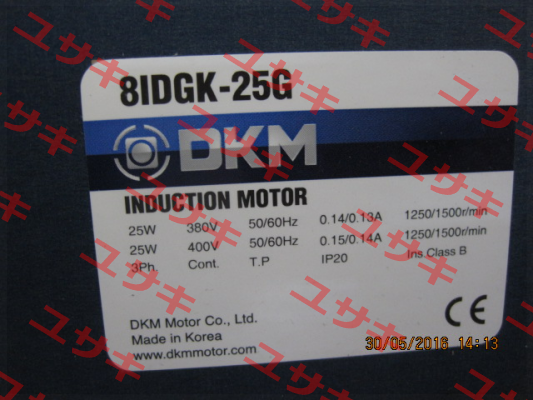 8IDGK-25G
DKM
INDUCTION MOTOR
25W 380V 50/60Hz 0.14/0.13A 1250/1500r/min
25W 400V 50/60Hz 0.15/0.14A 1250/1500r/min
3Ph. Cont. T.P IP20 Ins.Class B
DKM Motor Co., Ltd.
Made in Korea
www.dkmmotor.com
CE
30/05/2016 14:13
ユサキ